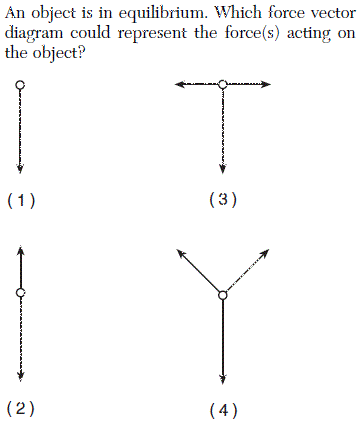 An object is in equilibrium. Which force vector
diagram could represent the force(s) acting on
the object?
(1)
(3)
(2)
(4)